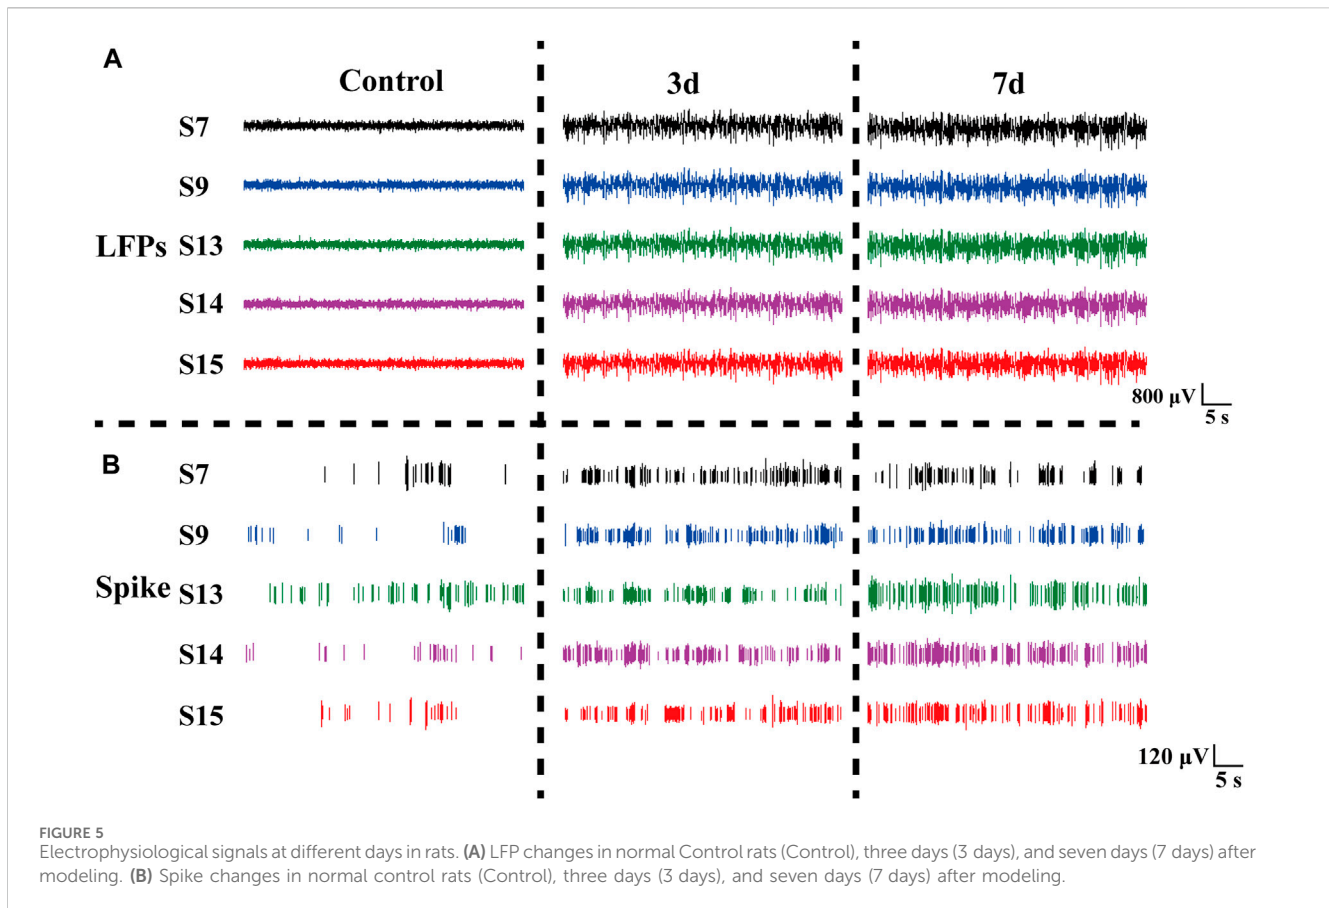 A
Control
3d
7d
S7
S9
LFPs
S13
S14
S15
800 µV
5 s
B
S7
S9
Spike
S13
S14
S15
120 µV
5 s
FIGURE 5
Electrophysiological signals at different days in rats. (A) LFP changes in normal Control rats (Control), three days (3 days), and seven days (7 days) after
modeling. (B) Spike changes in normal control rats (Control), three days (3 days), and seven days (7 days) after modeling.